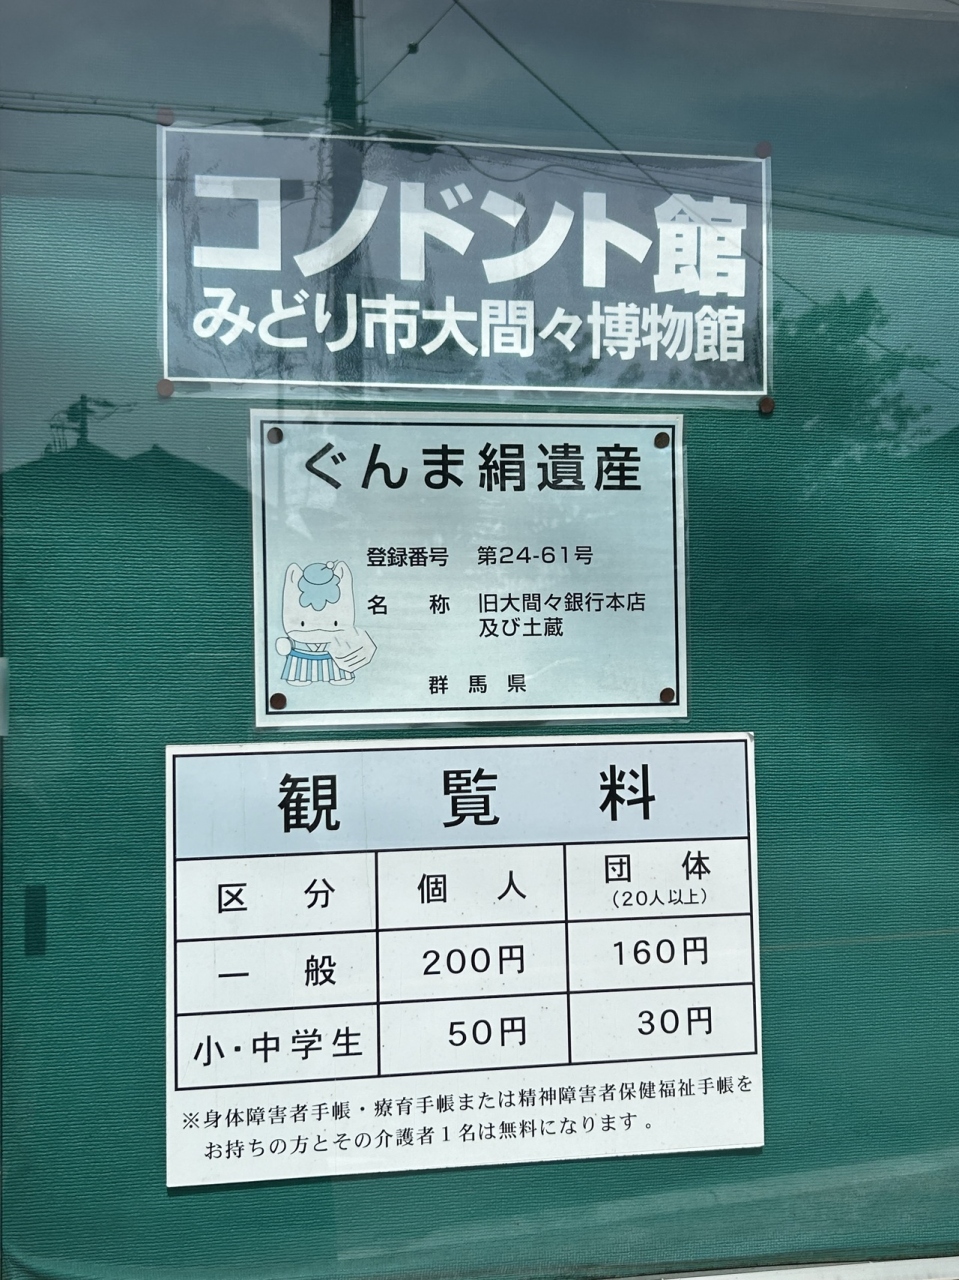 コノドント館
みどり市大間々博物館
ぐんま絹遺産
登録番号 第24-61号
名称 旧大間々銀行本店
及び土蔵
群馬県
観覧料
区分 個人 団体
(20人以上)
一般 200円 160円
小・中学生 50円 30円
※身体障害者手帳・療育手帳または精神障害者保健福祉手帳を
お持ちの方とその介護者1名は無料になります。